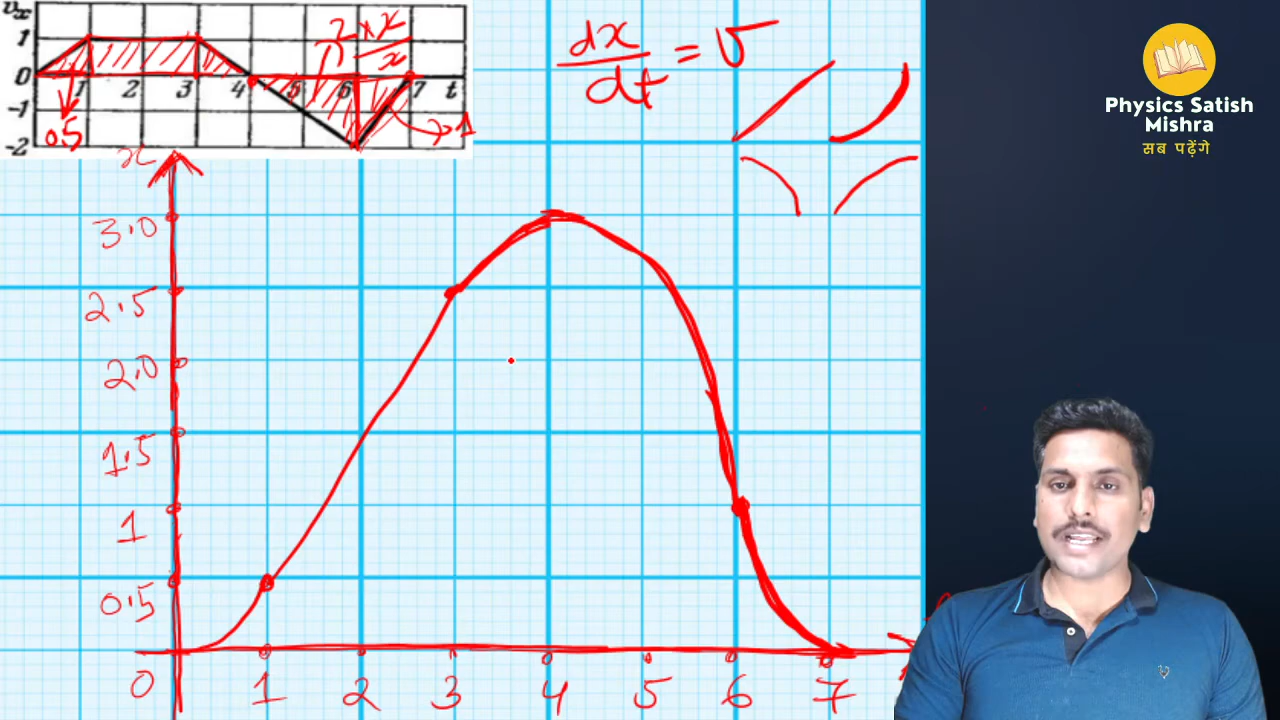 vx
1
0
-1
-2
1 2 3 4 5 6 7 t
0.5
1
dx/dt = v
Physics Satish
Mishra
सब पढ़ेंगे
x
3.0
2.5
2.0
1.5
1
0.5
0 1 2 3 4 5 6 7